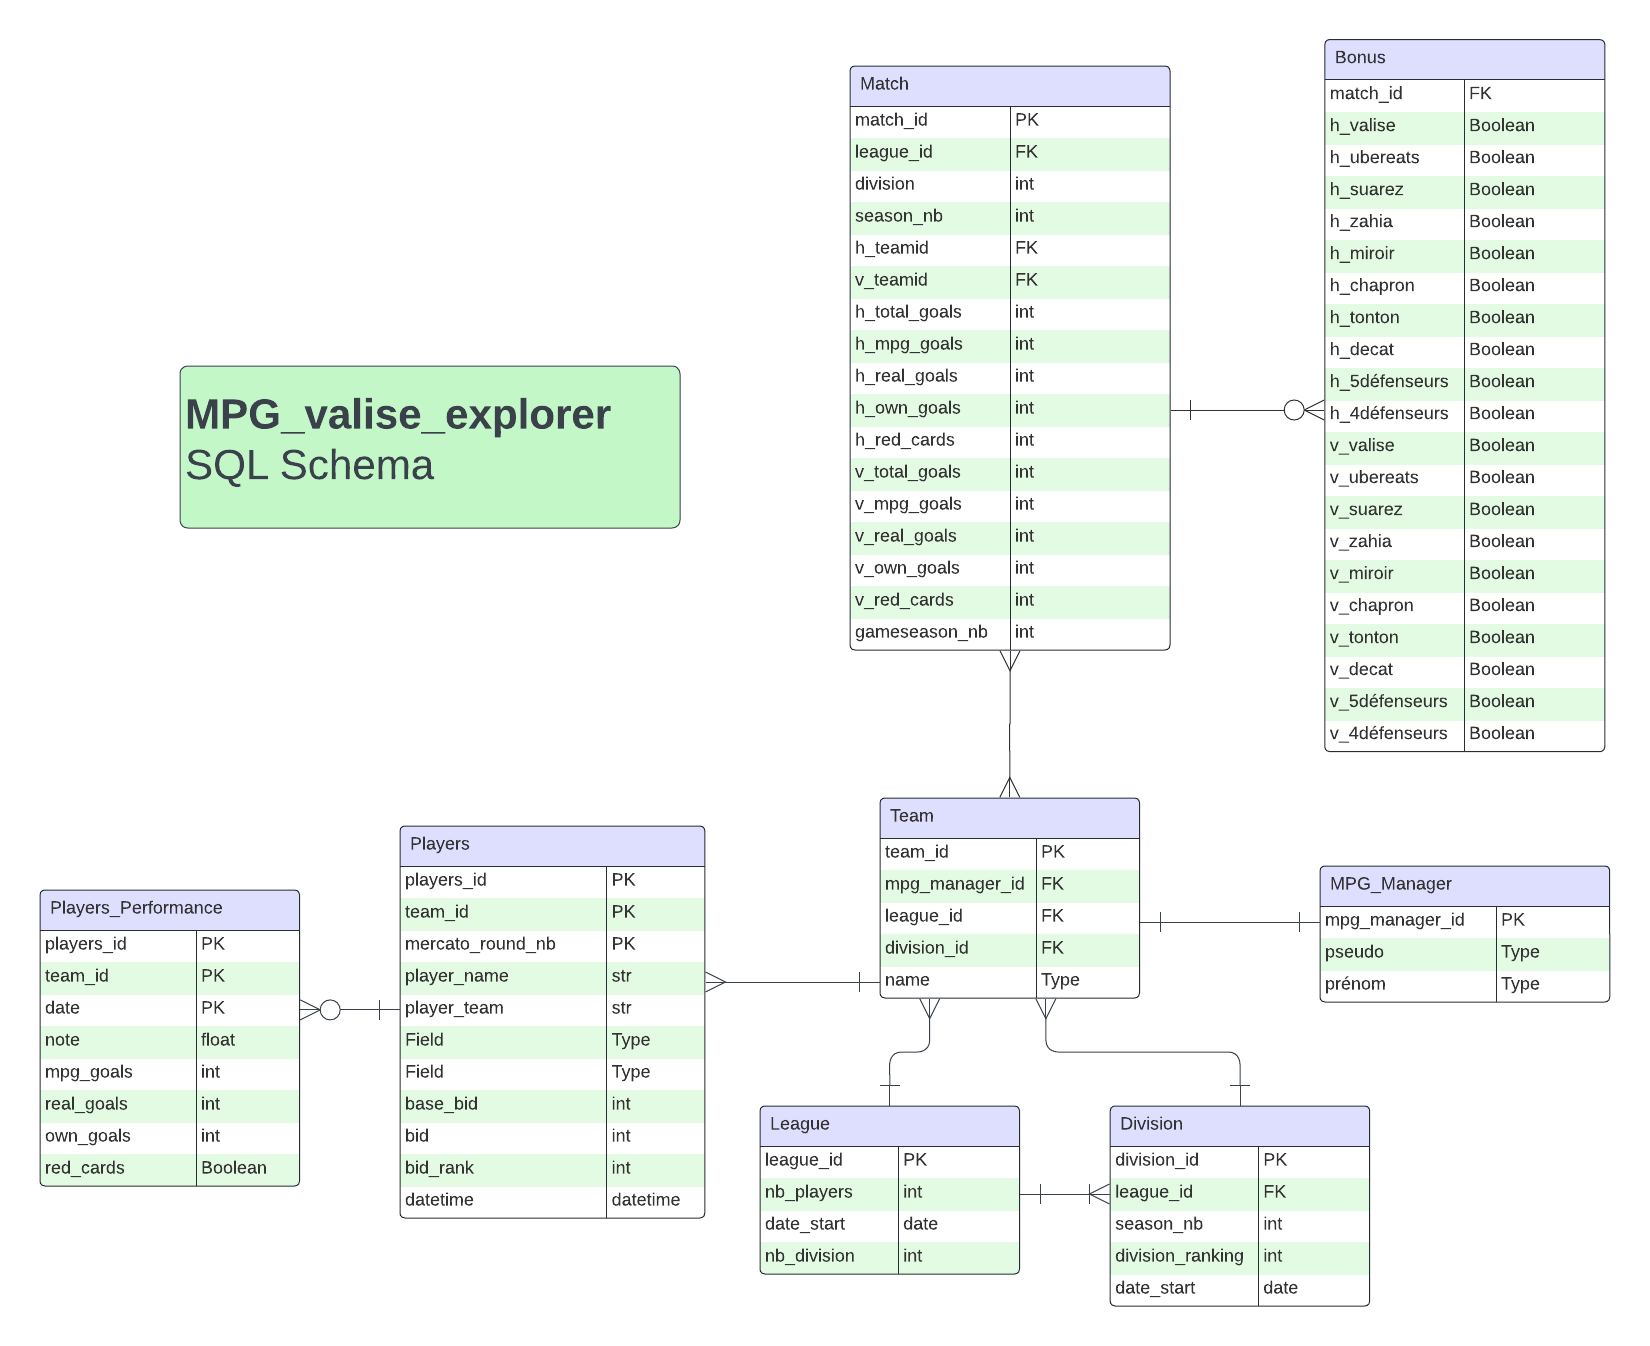 MPG_valise_explorer
SQL Schema
Match
match_id PK
league_id FK
division int
season_nb int
h_teamid FK
v_teamid FK
h_total_goals int
h_mpg_goals int
h_real_goals int
h_own_goals int
h_red_cards int
v_total_goals int
v_mpg_goals int
v_real_goals int
v_own_goals int
v_red_cards int
gameseason_nb int
Bonus
match_id FK
h_valise Boolean
h_ubereats Boolean
h_suarez Boolean
h_zahia Boolean
h_miroir Boolean
h_chapron Boolean
h_tonton Boolean
h_decat Boolean
h_5défenseurs Boolean
h_4défenseurs Boolean
v_valise Boolean
v_ubereats Boolean
v_suarez Boolean
v_zahia Boolean
v_miroir Boolean
v_chapron Boolean
v_tonton Boolean
v_decat Boolean
v_5défenseurs Boolean
v_4défenseurs Boolean
Players_Performance
players_id PK
team_id PK
date PK
note float
mpg_goals int
real_goals int
own_goals int
red_cards Boolean
Players
players_id PK
team_id PK
mercato_round_nb PK
player_name str
player_team str
Field Type
Field Type
base_bid int
bid int
bid_rank int
datetime datetime
Team
team_id PK
mpg_manager_id FK
league_id FK
division_id FK
name Type
MPG_Manager
mpg_manager_id PK
pseudo Type
prénom Type
League
league_id PK
nb_players int
date_start date
nb_division int
Division
division_id PK
league_id FK
season_nb int
division_ranking int
date_start date